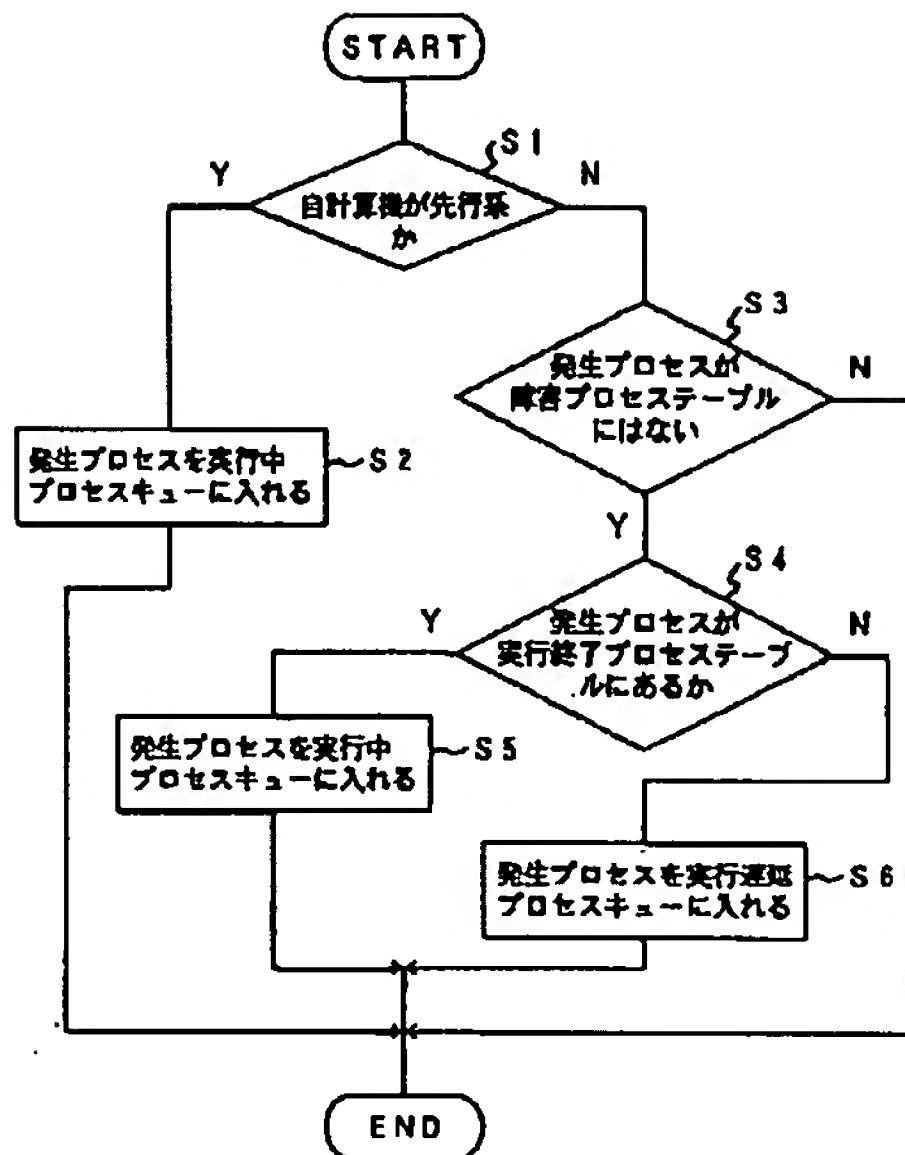 START
S1
Y
N
自計算機が先行系
か
S3
発生プロセスが
障害プロセステーブル
にはない
N
発生プロセスを実行中
プロセスキューに入れる
S2
Y
S4
Y
発生プロセスが
実行終了プロセステーブ
ルにあるか
N
発生プロセスを実行中
プロセスキューに入れる
S5
発生プロセスを実行遅延
プロセスキューに入れる
S6
END